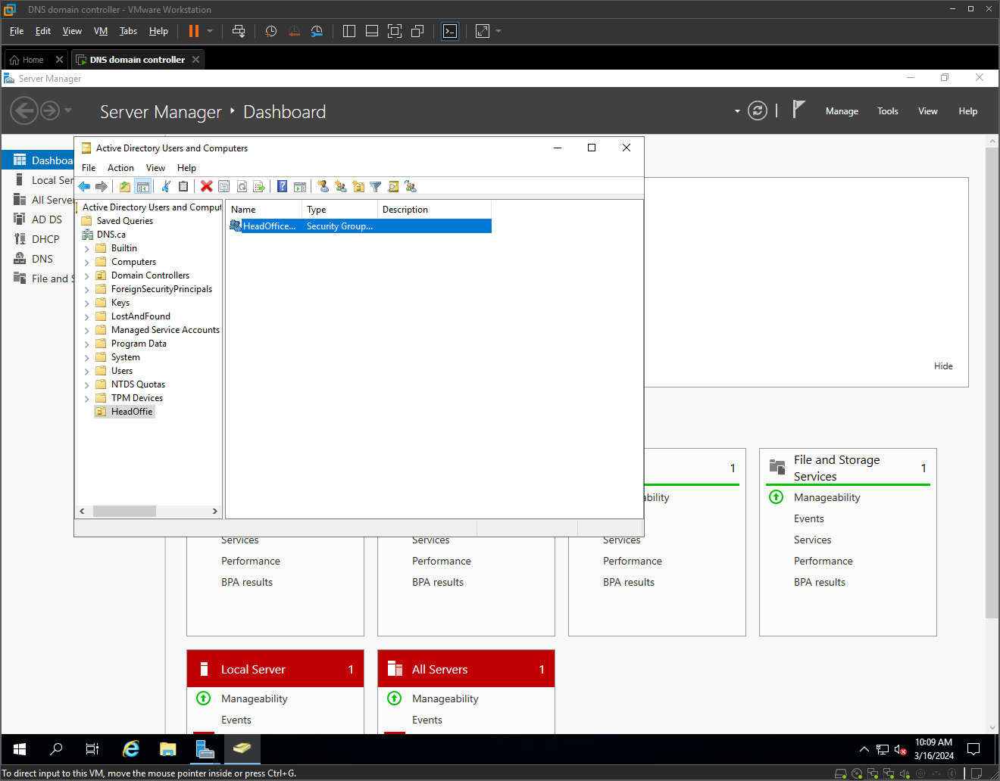 DNS domain controller - VMware Workstation
File Edit View VM Tabs Help
Home
DNS domain controller
Server Manager
Server Manager Dashboard
Manage Tools View Help
Active Directory Users and Computers
File Action View Help
Dashboa
Local Ser
All Server
AD DS
DHCP
DNS
File and S
Active Directory Users and Comput
Saved Queries
DNS.ca
Builtin
Computers
Domain Controllers
ForeignSecurityPrincipals
Keys
LostAndFound
Managed Service Accounts
Program Data
System
Users
NTDS Quotas
TPM Devices
HeadOffie
Name Type Description
HeadOffice... Security Group...
Hide
1
bility
Services
Performance
BPA results
Services
Performance
BPA results
Services
Performance
BPA results
File and Storage
Services
1
Manageability
Events
Services
Performance
BPA results
Local Server 1
Manageability
Events
All Servers 1
Manageability
Events
10:09 AM
3/16/2024
To direct input to this VM, move the mouse pointer inside or press Ctrl+G.